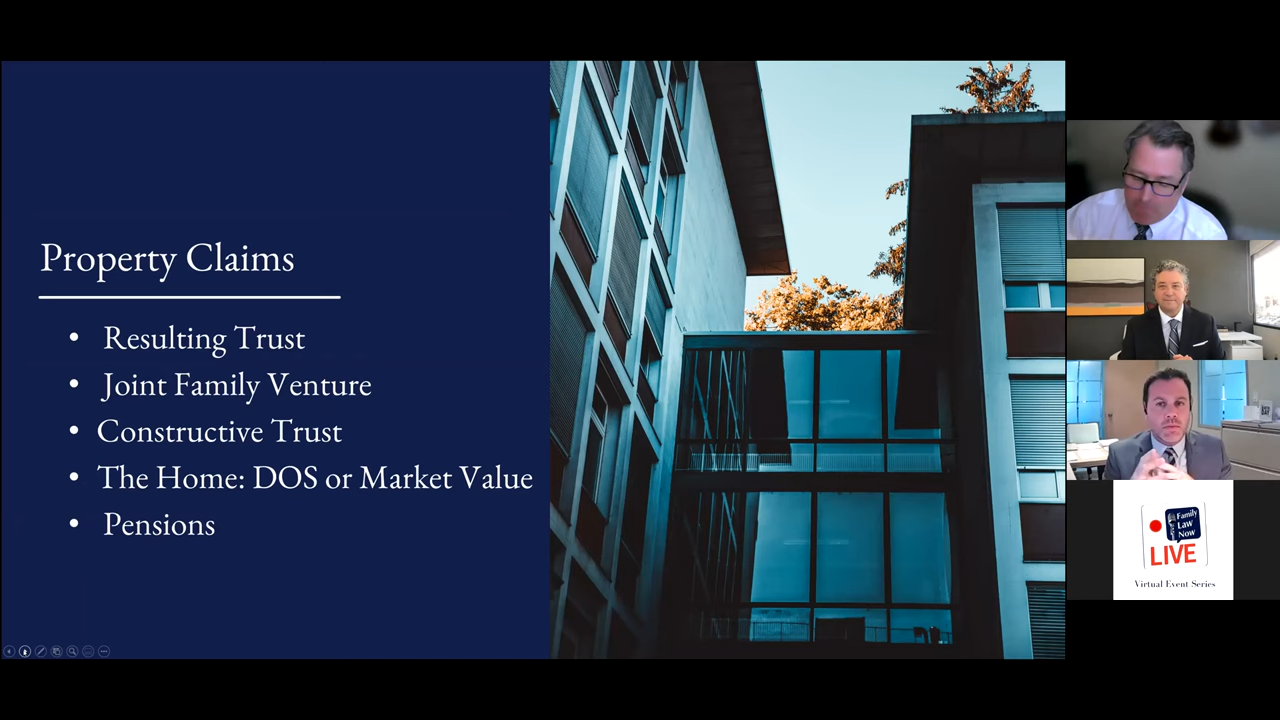 Property Claims
• Resulting Trust
• Joint Family Venture
• Constructive Trust
• The Home: DOS or Market Value
• Pensions
Family
Law
Now
LIVE
Virtual Event Series